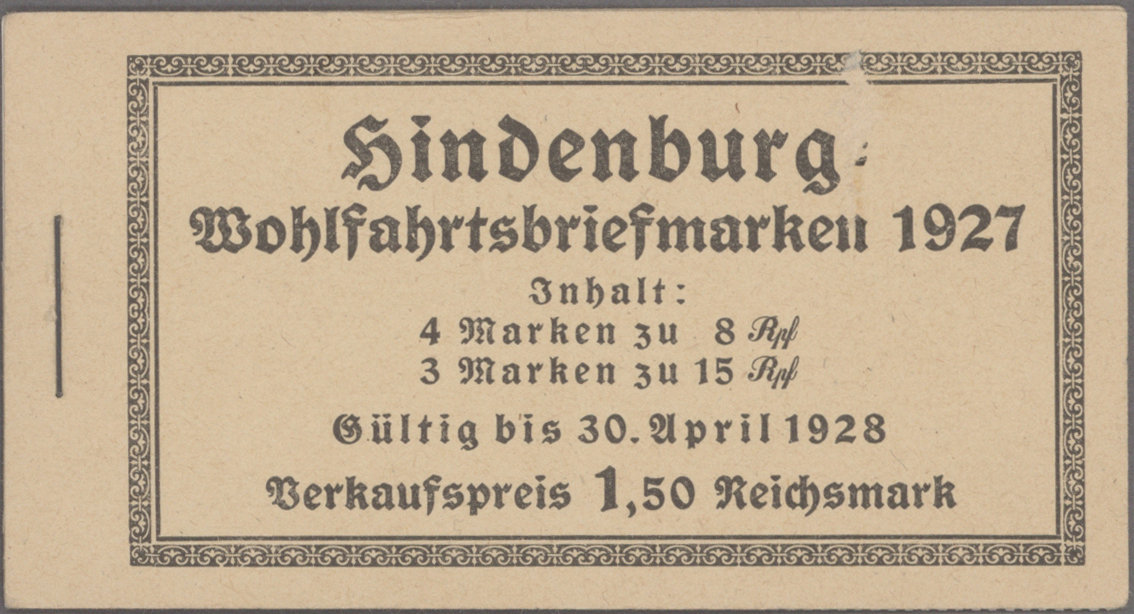 Hindenburg-
Wohlfahrtsbriefmarken 1927
Inhalt:
4 Marken zu 8 Rpf
3 Marken zu 15 Rpf
Gültig bis 30. April 1928
Verkaufspreis 1,50 Reichsmark